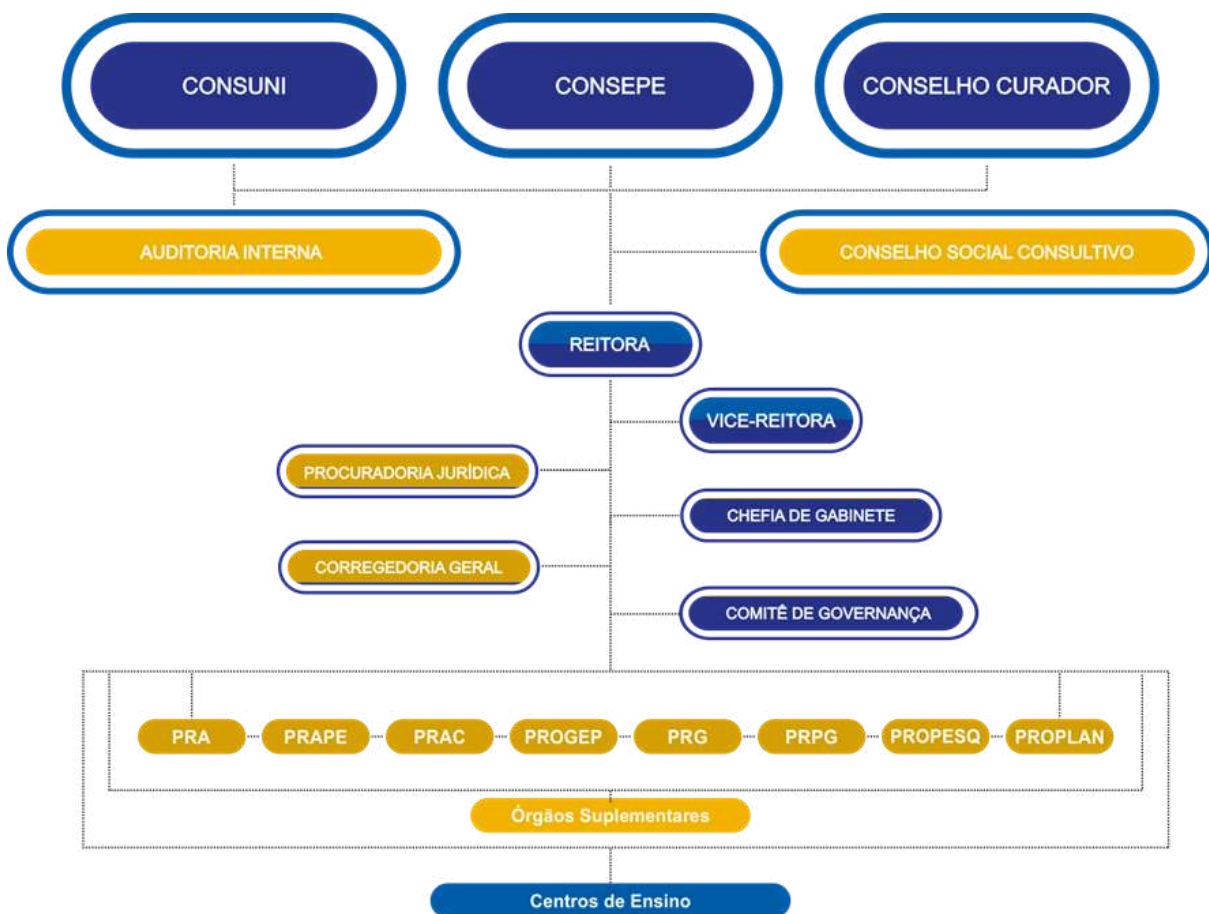 CONSUNI
CONSEPE
CONSELHO CURADOR
AUDITORIA INTERNA
CONSELHO SOCIAL CONSULTIVO
REITORA
VICE-REITORA
PROCURADORIA JURÍDICA
CHEFIA DE GABINETE
CORREGEDORIA GERAL
COMITÊ DE GOVERNANÇA
PRA
PRAPE
PRAC
PROGEP
PRG
PRPG
PROPESQ
PROPLAN
Órgãos Suplementares
Centros de Ensino